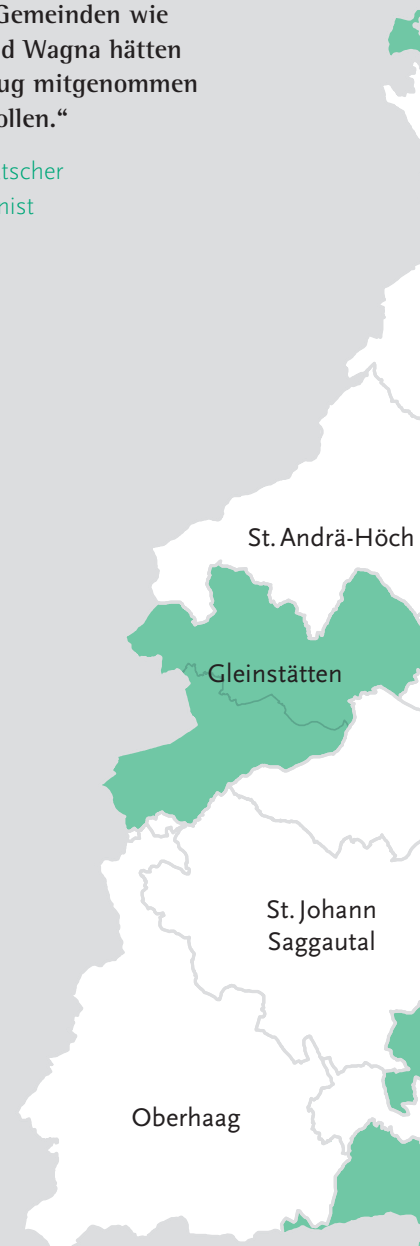 Gemeinden wie
d Wagna hätten
ug mitgenommen
ollen.“
tscher
nist
St. Andrä-Höch
Gleinstätten
St. Johann
Saggautal
Oberhaag